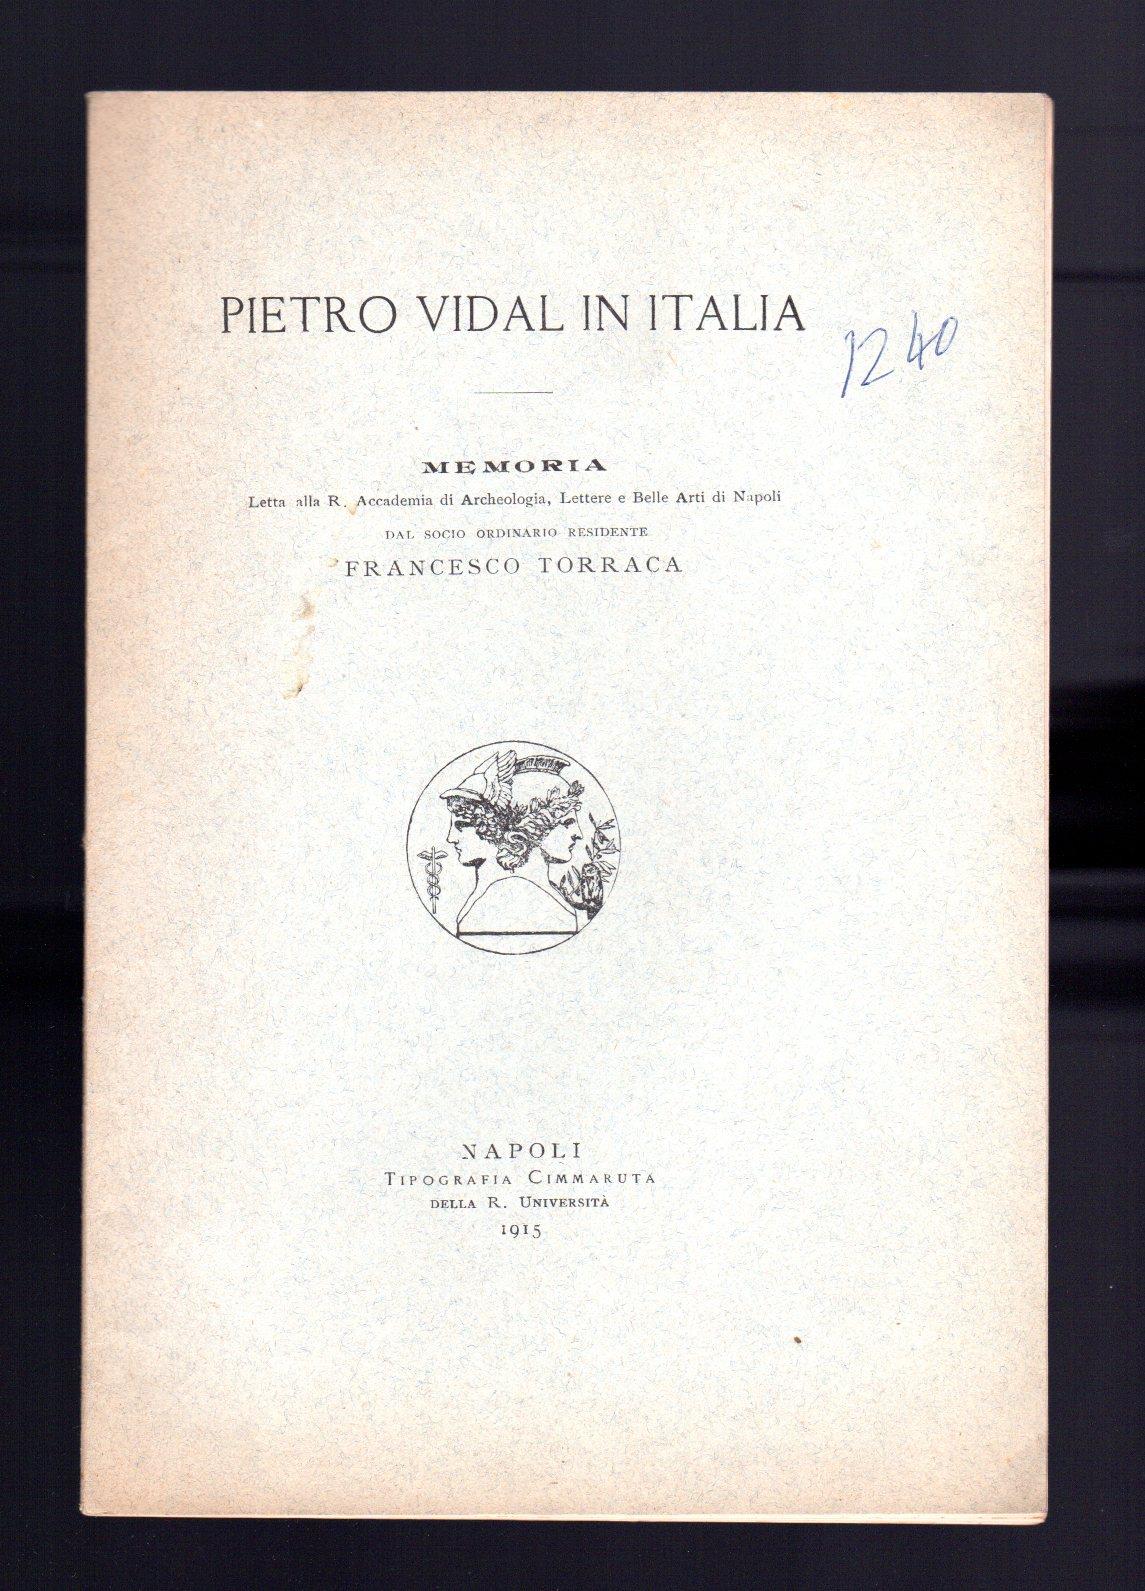 PIETRO VIDAL IN ITALIA
1240
MEMORIA
Letta alla R. Accademia di Archeologia, Lettere e Belle Arti di Napoli
DAL SOCIO ORDINARIO RESIDENTE
FRANCESCO TORRACA
NAPOLI
TIPOGRAFIA CIMMARUTA
DELLA R. UNIVERSITÀ
1915